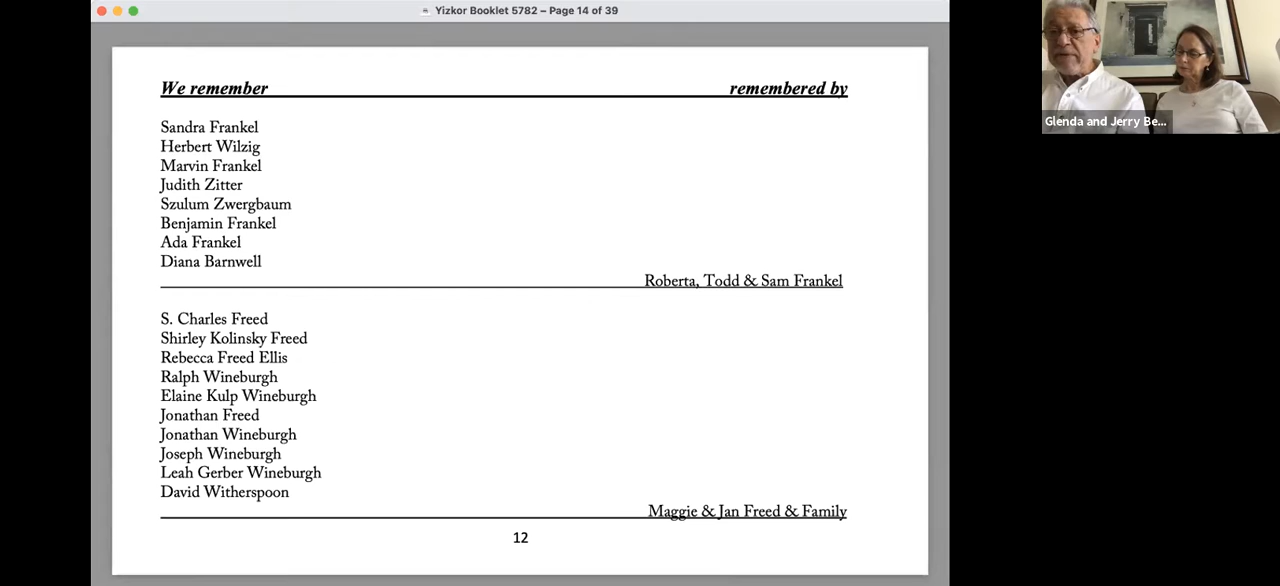 Yizkor Booklet 5782 – Page 14 of 39
We remember remembered by
Sandra Frankel
Herbert Wilzig
Marvin Frankel
Judith Zitter
Szulum Zwergbaum
Benjamin Frankel
Ada Frankel
Diana Barnwell
Roberta, Todd & Sam Frankel
S. Charles Freed
Shirley Kolinsky Freed
Rebecca Freed Ellis
Ralph Wineburgh
Elaine Kulp Wineburgh
Jonathan Freed
Jonathan Wineburgh
Joseph Wineburgh
Leah Gerber Wineburgh
David Witherspoon
Maggie & Jan Freed & Family
12
Glenda and Jerry Be...